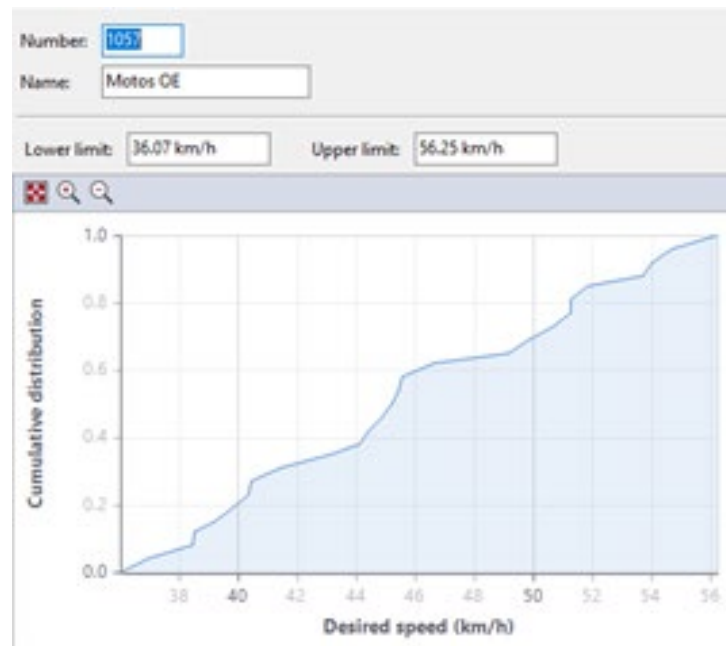 Number: 1057
Name: Motos OE
Lower limit: 36.07 km/h Upper limit: 56.25 km/h
1.0
0.8
0.6
0.4
0.2
0.0
Cumulative distribution
38 40 42 44 46 48 50 52 54 56
Desired speed (km/h)